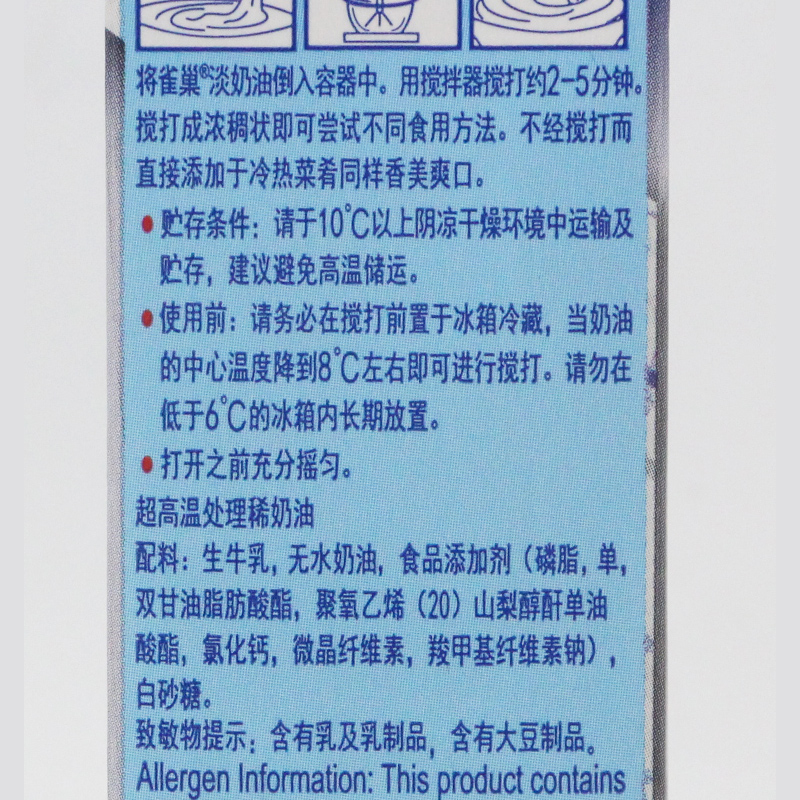 将雀巢®淡奶油倒入容器中。用搅拌器搅打约2-5分钟。
搅打成浓稠状即可尝试不同食用方法。不经搅打而
直接添加于冷热菜肴同样香美爽口。
●贮存条件：请于10℃以上阴凉干燥环境中运输及
贮存，建议避免高温储运。
●使用前：请务必在搅打前置于冰箱冷藏，当奶油
的中心温度降到8℃左右即可进行搅打。请勿在
低于6℃的冰箱内长期放置。
●打开之前充分摇匀。
超高温处理稀奶油
配料：生牛乳，无水奶油，食品添加剂（磷脂，单，
双甘油脂肪酸酯，聚氧乙烯（20）山梨醇酐单油
酸酯，氯化钙，微晶纤维素，羧甲基纤维素钠），
白砂糖。
致敏物提示：含有乳及乳制品，含有大豆制品。
Allergen Information: This product contains